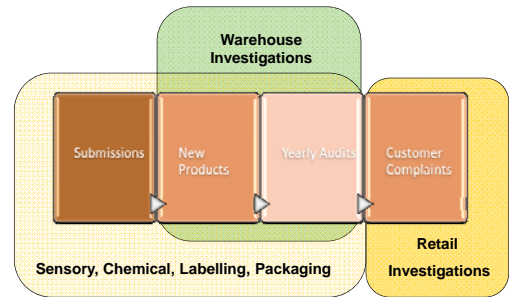 Warehouse
Investigations
Submissions
New
Products
Yearly Audits
Customer
Complaints
Retail
Investigations
Sensory, Chemical, Labelling, Packaging